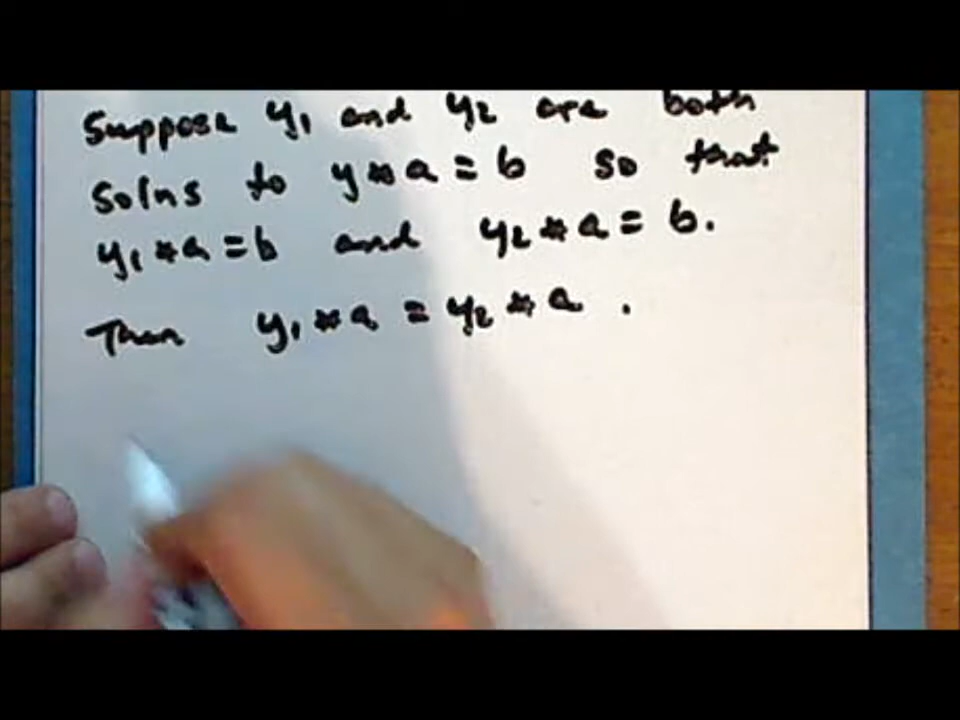 Suppose y₁ and y₂ are both
solns to y * a = b so that
y₁ * a = b and y₂ * a = b.
Then y₁ * a = y₂ * a .